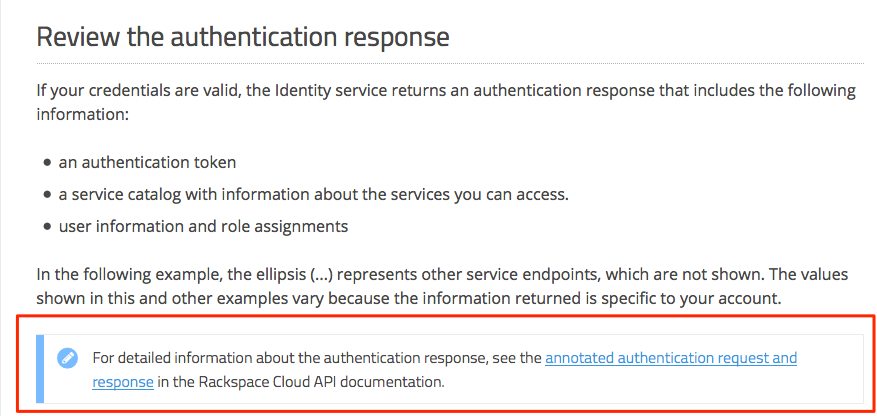 Review the authentication response
If your credentials are valid, the Identity service returns an authentication response that includes the following
information:
• an authentication token
• a service catalog with information about the services you can access.
• user information and role assignments
In the following example, the ellipsis (...) represents other service endpoints, which are not shown. The values
shown in this and other examples vary because the information returned is specific to your account.
For detailed information about the authentication response, see the annotated authentication request and
response in the Rackspace Cloud API documentation.